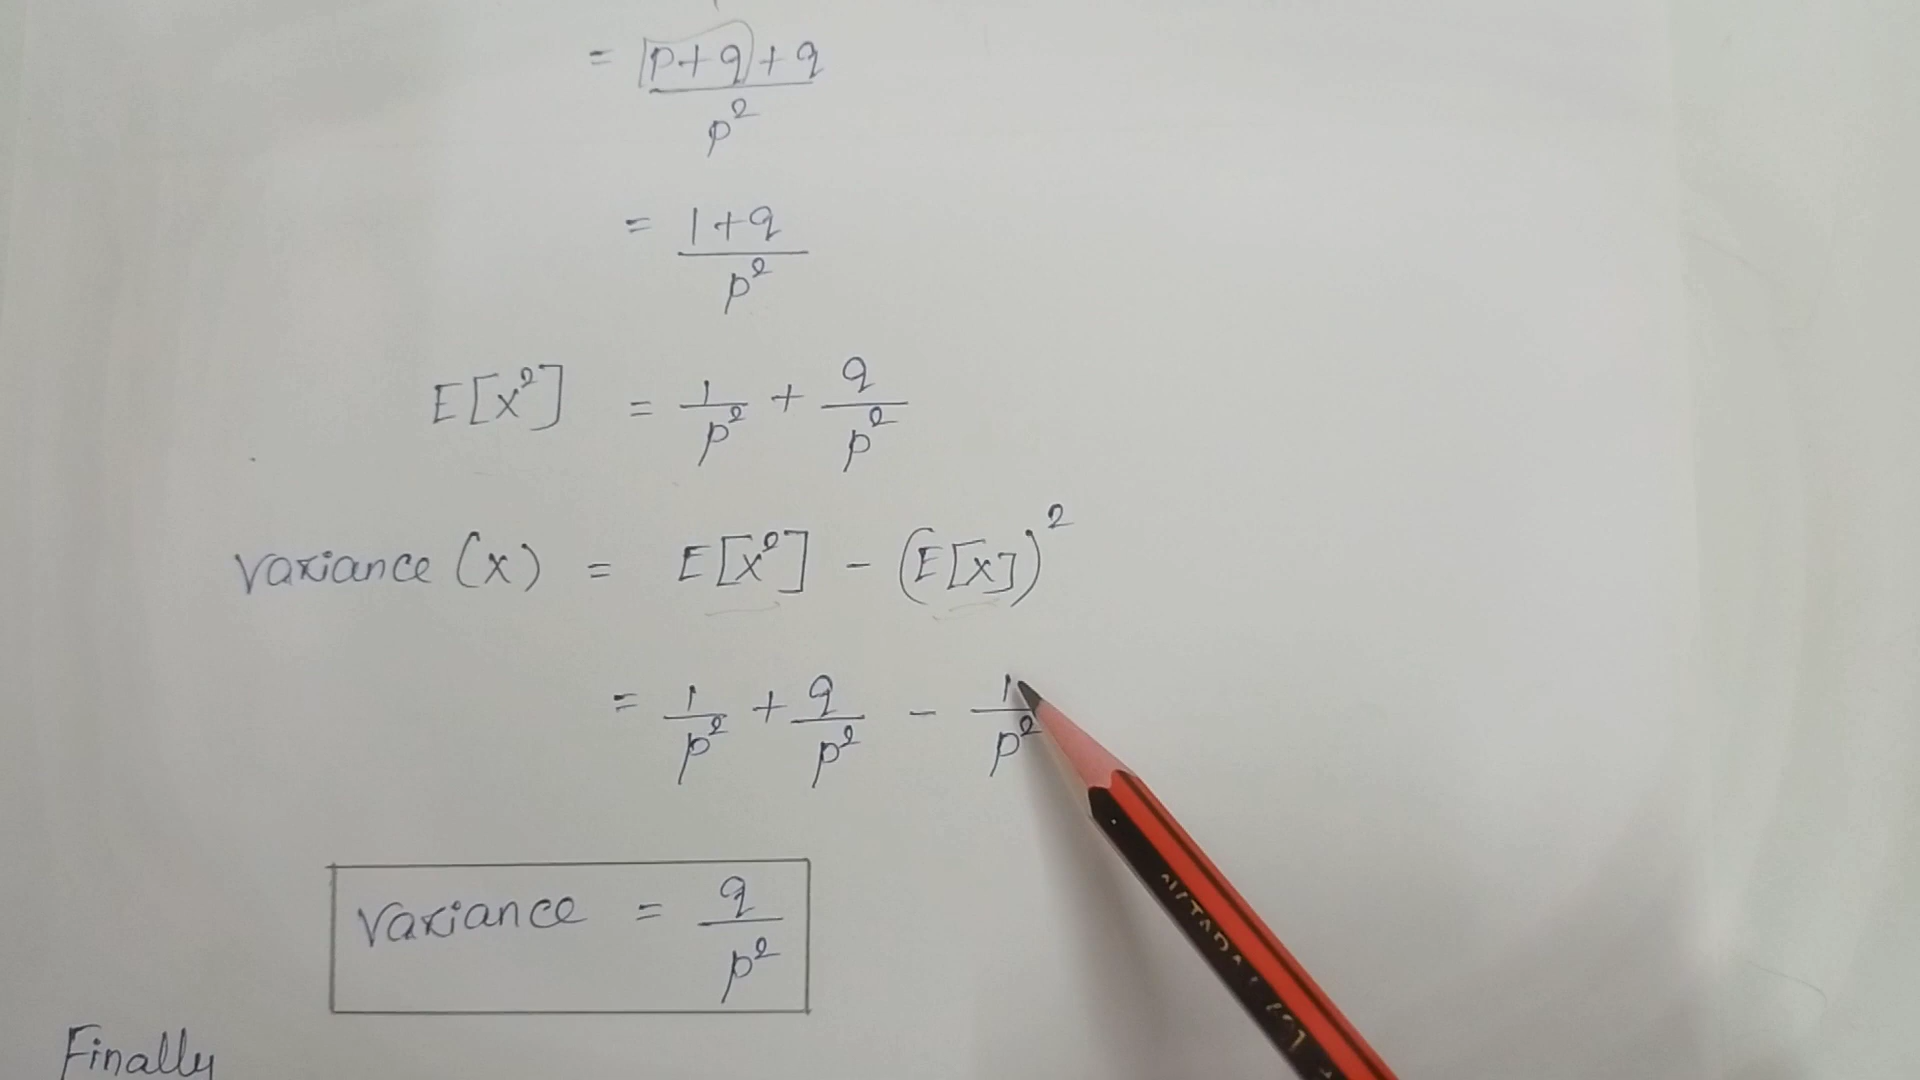 = p+q+q / p²
= 1+q / p²
E[x²] = 1/p² + q/p²
Variance (x) = E[x²] - (E[x])²
= 1/p² + q/p² - 1/p²
Variance = q/p²
Finally